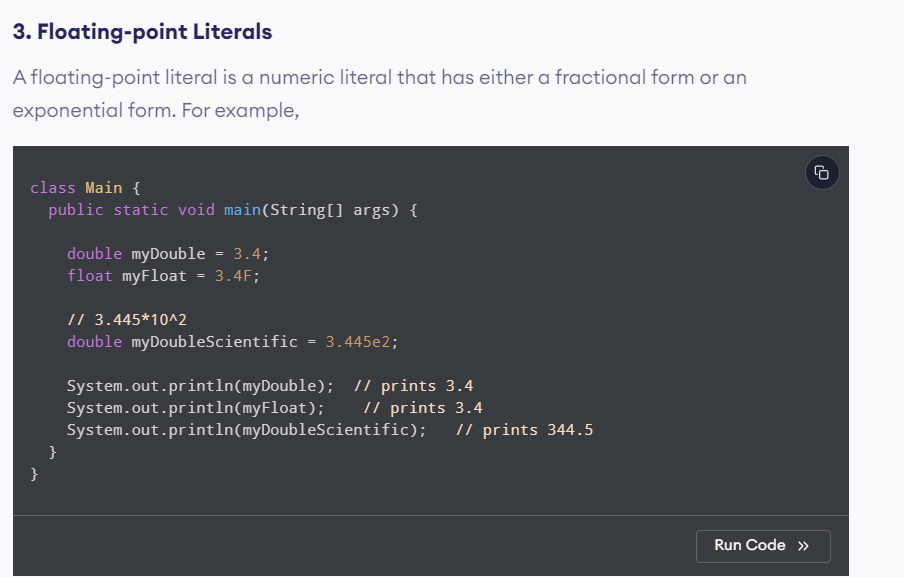 3. Floating-point Literals
A floating-point literal is a numeric literal that has either a fractional form or an
exponential form. For example,
class Main {
  public static void main(String[] args) {

    double myDouble = 3.4;
    float myFloat = 3.4F;

    // 3.445*10^2
    double myDoubleScientific = 3.445e2;

    System.out.println(myDouble);  // prints 3.4
    System.out.println(myFloat);    // prints 3.4
    System.out.println(myDoubleScientific);   // prints 344.5
  }
}
Run Code »